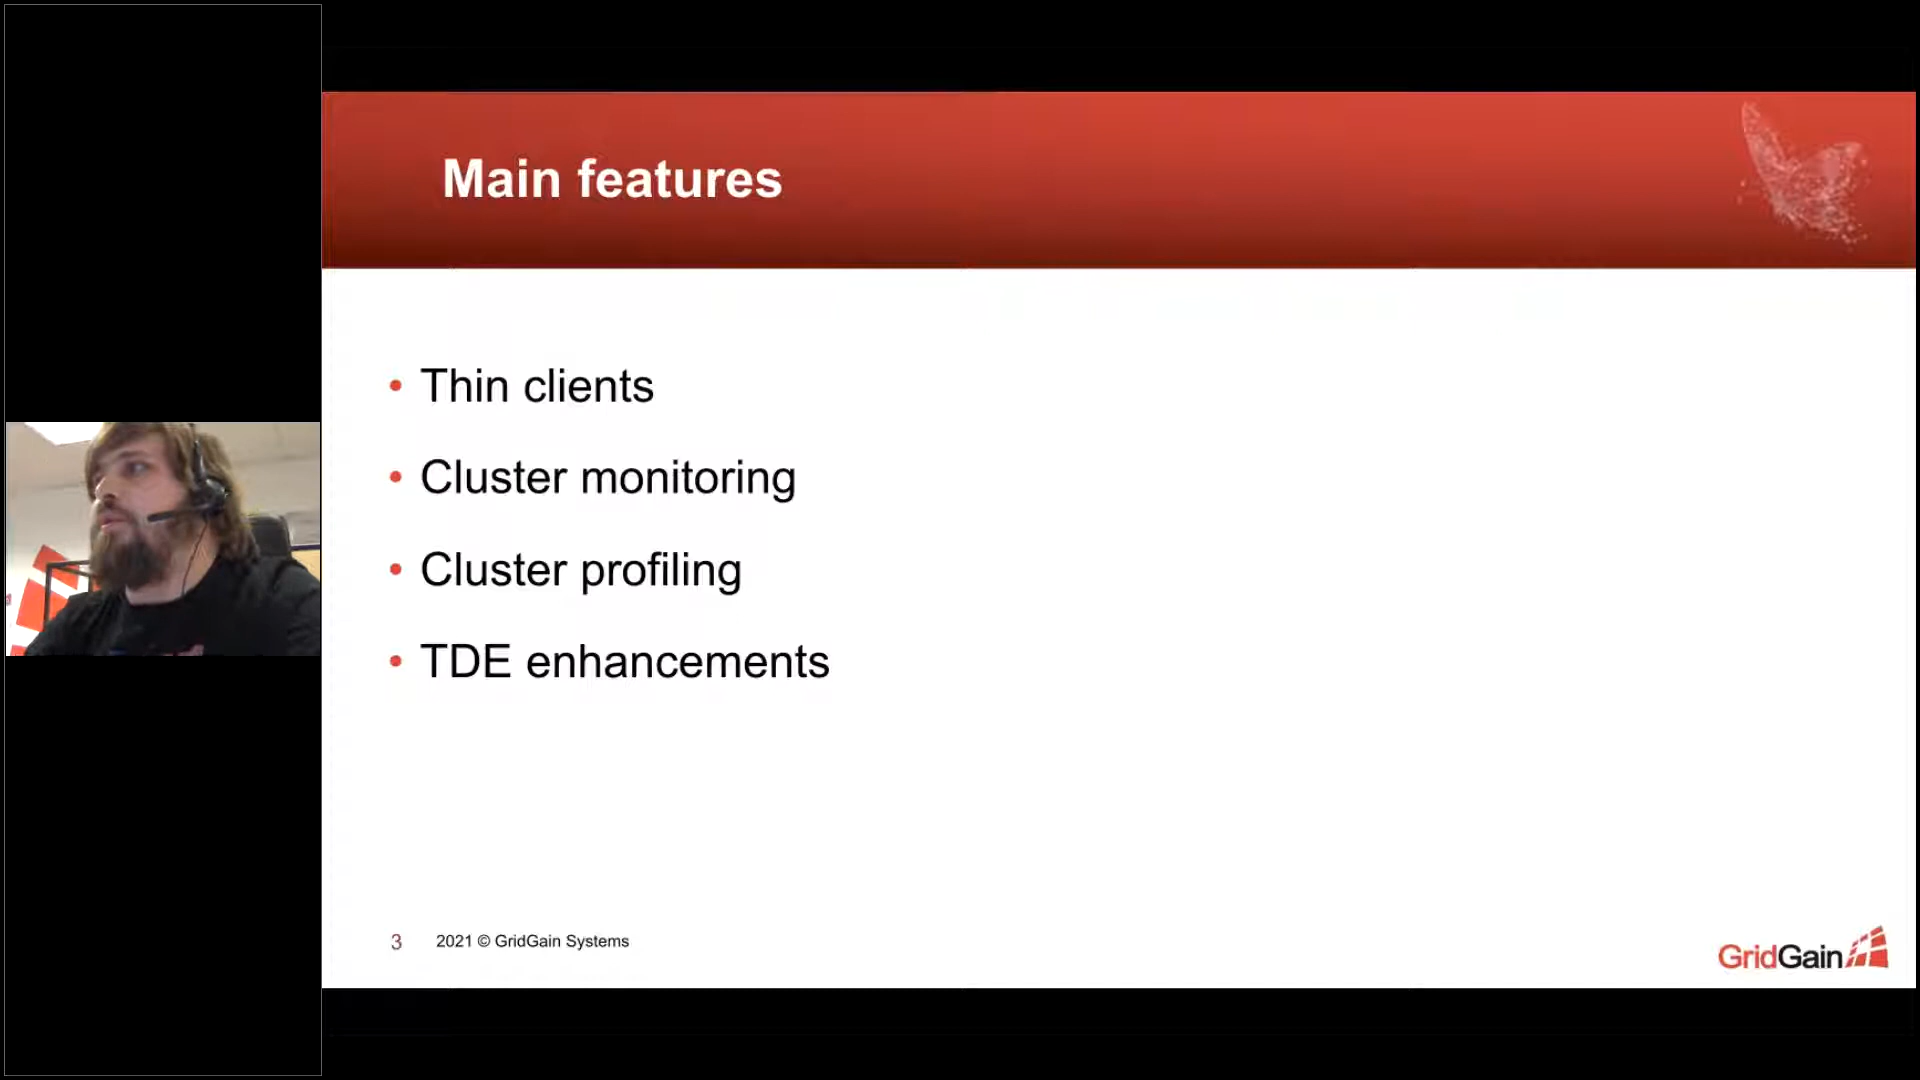 Main features
• Thin clients
• Cluster monitoring
• Cluster profiling
• TDE enhancements
3 2021 © GridGain Systems
GridGain